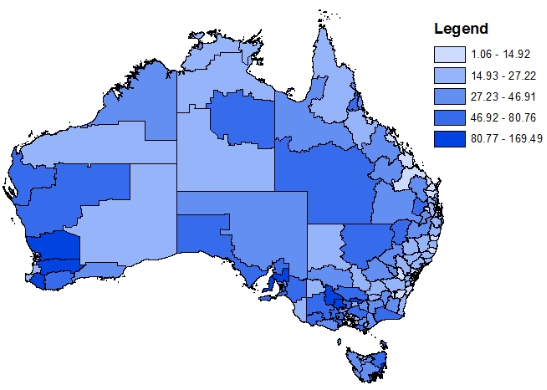 Legend
1.06 - 14.92
14.93 - 27.22
27.23 - 46.91
46.92 - 80.76
80.77 - 169.49